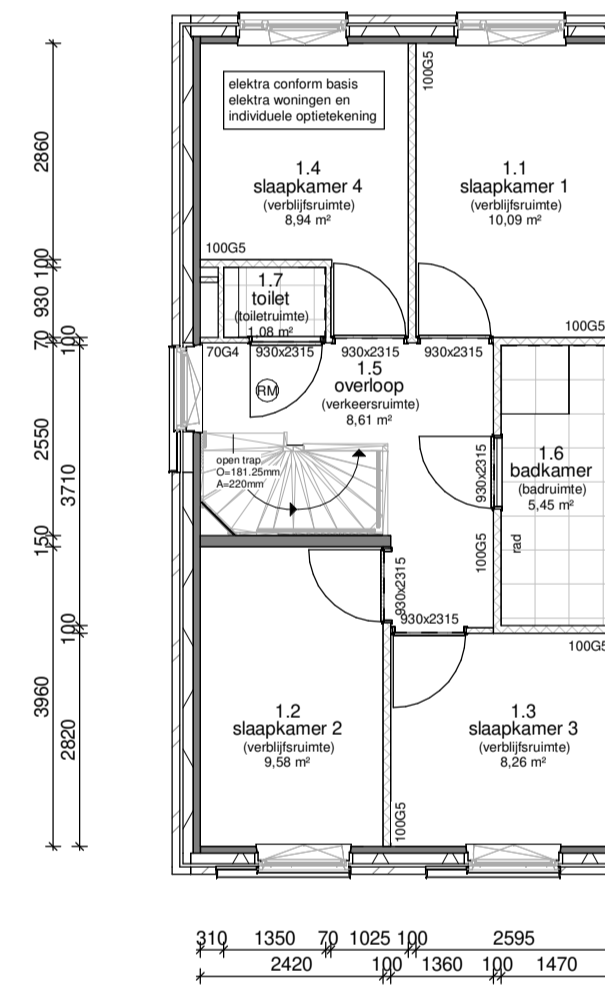 elektra conform basis
elektra woningen en
individuele optietekening
100G5
1.4
slaapkamer 4
(verblijfsruimte)
8,94 m²
1.1
slaapkamer 1
(verblijfsruimte)
10,09 m²
2860
100G5
100
1.7
toilet
(toiletruimte)
1,08 m²
930
100G5
70
100
70G4
930x2315
930x2315
930x2315
1.5
overloop
(verkeersruimte)
8,61 m²
RM
2550
3710
open trap
O=181.25mm
A=220mm
930x2315
1.6
badkamer
(badruimte)
5,45 m²
rad
100G5
150
930x2315
930x2315
100
100G5
3960
2820
1.2
slaapkamer 2
(verblijfsruimte)
9,58 m²
1.3
slaapkamer 3
(verblijfsruimte)
8,26 m²
100G5
310 1350 70 1025 100 2595
2420 100 1360 100 1470